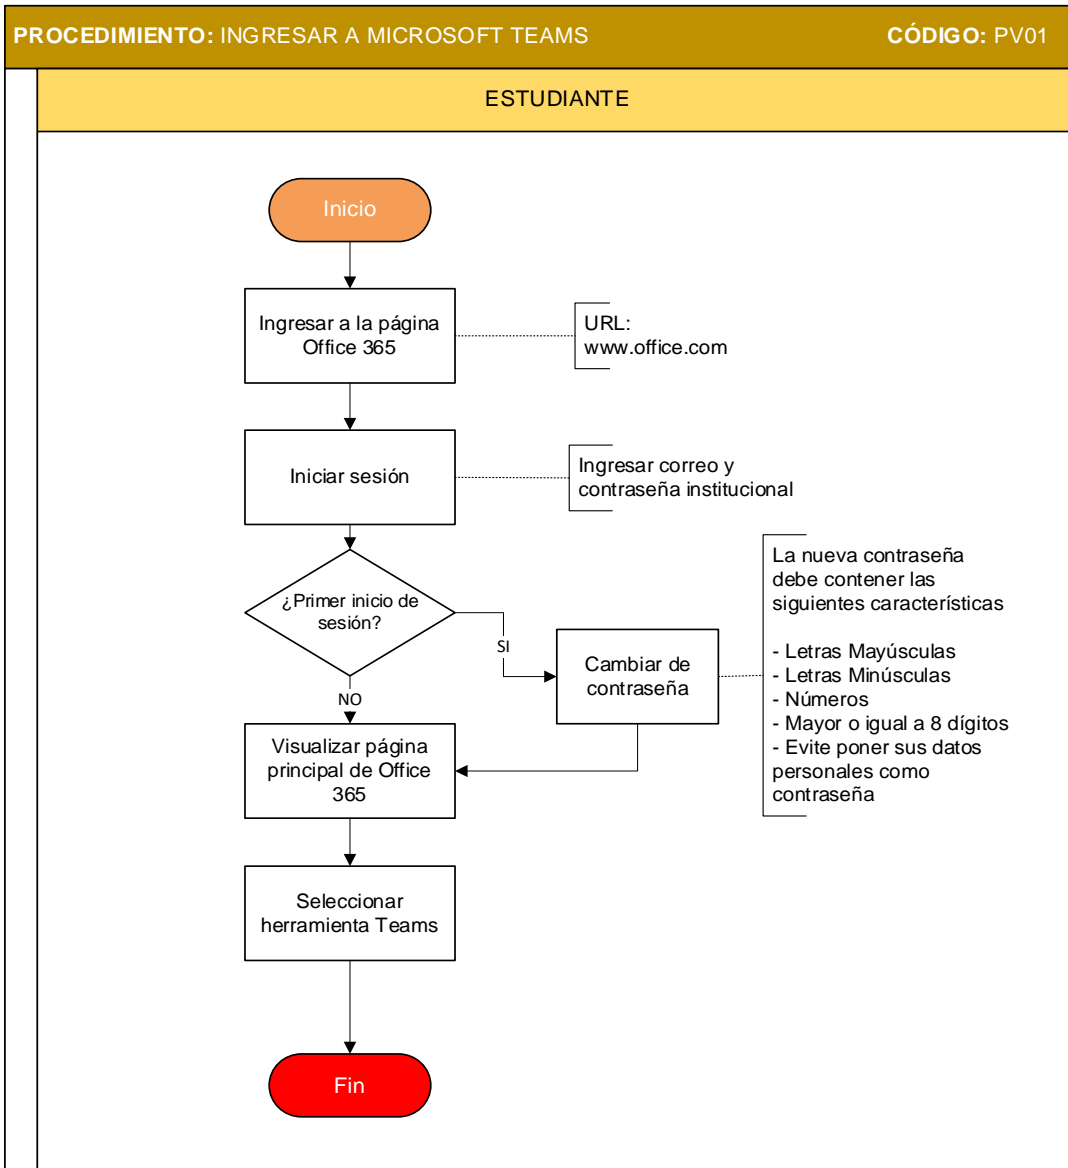 PROCEDIMIENTO: INGRESAR A MICROSOFT TEAMS
CÓDIGO: PV01
ESTUDIANTE
Inicio
Ingresar a la página
Office 365
URL:
www.office.com
Iniciar sesión
Ingresar correo y
contraseña institucional
¿Primer inicio de
sesión?
SI
NO
Cambiar de
contraseña
La nueva contraseña
debe contener las
siguientes característícas
- Letras Mayúsculas
- Letras Minúsculas
- Números
- Mayor o igual a 8 dígitos
- Evite poner sus datos
personales como
contraseña
Visualizar página
principal de Office
365
Seleccionar
herramienta Teams
Fin